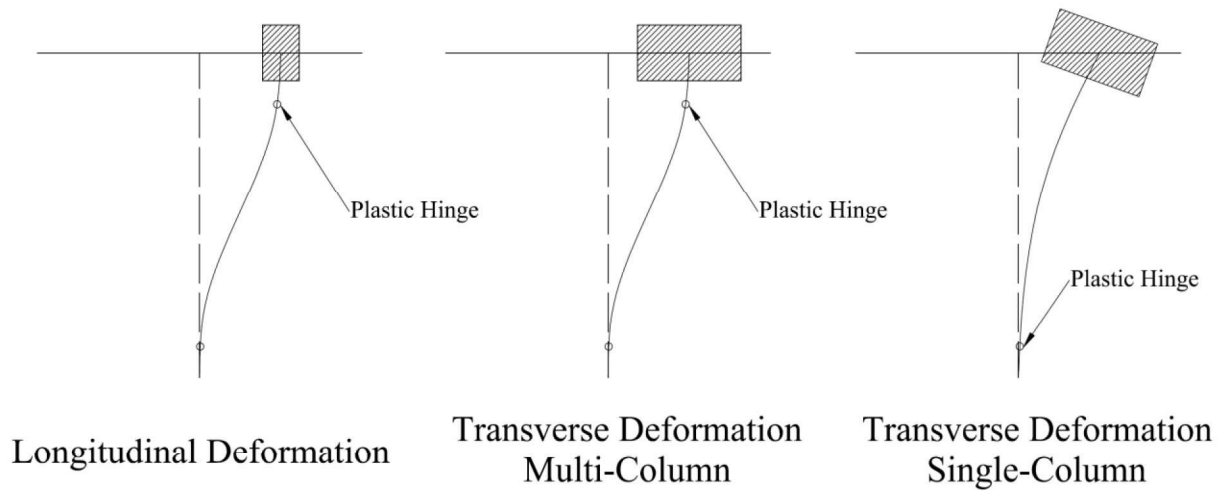 Plastic Hinge
Plastic Hinge
Plastic Hinge
Longitudinal Deformation
Transverse Deformation
Multi-Column
Transverse Deformation
Single-Column